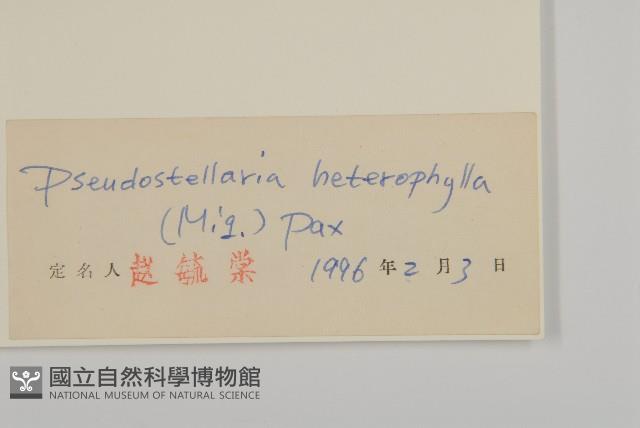 Pseudostellaria heterophylla
(Miq.) Pax
定名人 趙毓棠 1996年2月3日
國立自然科學博物館
NATIONAL MUSEUM OF NATURAL SCIENCE